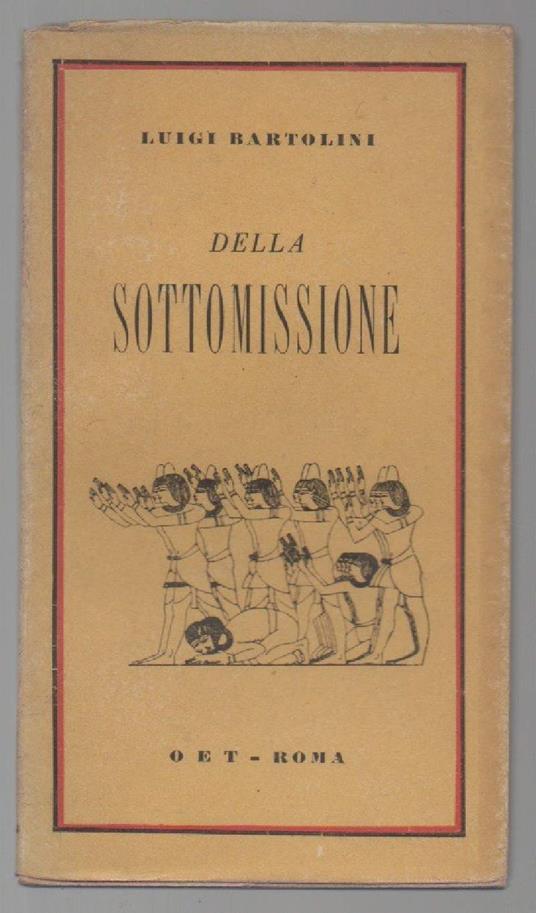 LUIGI BARTOLINI
DELLA
SOTTOMISSIONE
O E T - ROMA